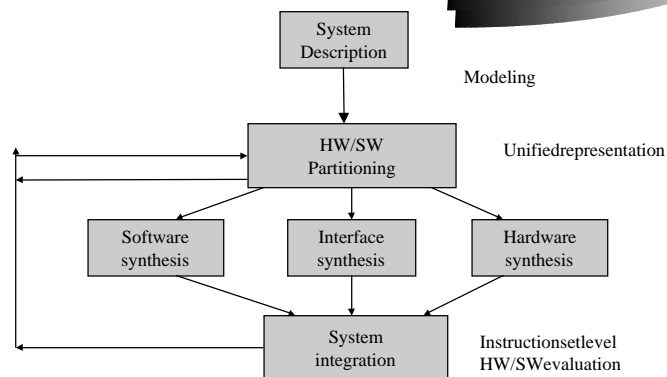 System
Description
Modeling
HW/SW
Partitioning
Unifiedrepresentation
Software
synthesis
Interface
synthesis
Hardware
synthesis
System
integration
Instructionsetlevel
HW/SWevaluation